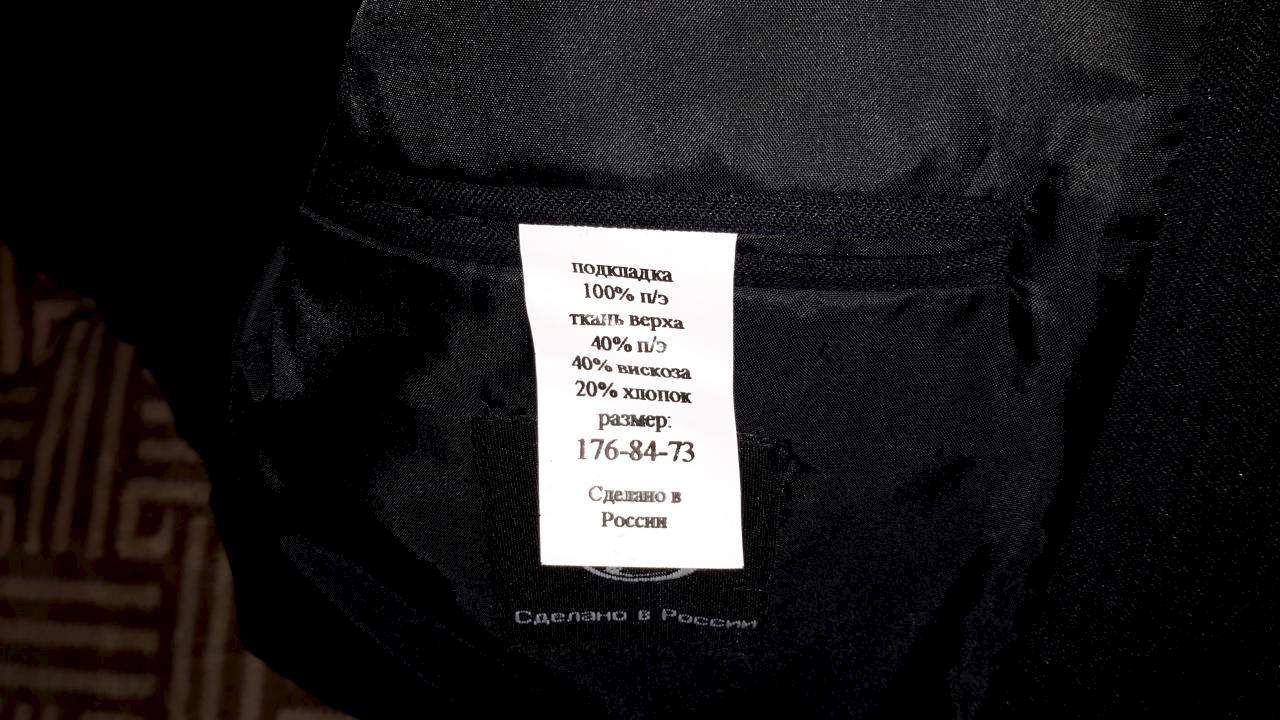 подкладка
100% п/э
ткань верха
40% п/э
40% вискоза
20% хлопок
размер:
176-84-73
Сделано в
России
Сделано в России